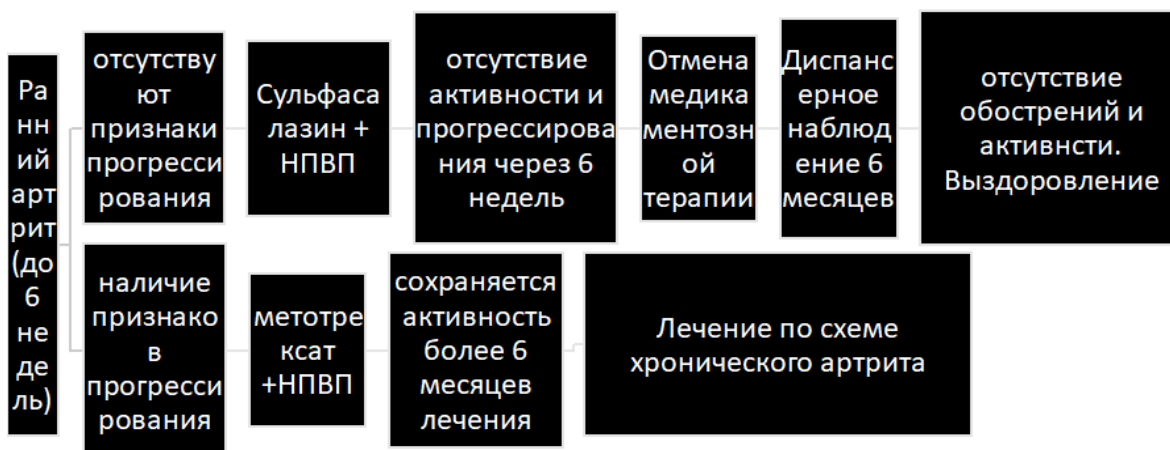 Ра
нн
ий
арт
рит
(до
6
не
де
ль)
отсутству
ют
признаки
прогресси
рования
Сульфаса
лазин +
НПВП
отсутствие
активности и
прогрессирова
ния через 6
недель
Отмена
медика
ментозн
ой
терапии
Диспанс
ерное
наблюд
ение 6
месяцев
отсутствие
обострений и
активнсти.
Выздоровление
наличие
признако
в
прогресси
рования
метотре
ксат
+НПВП
сохраняется
активность
более 6
месяцев
лечения
Лечение по схеме
хронического артрита